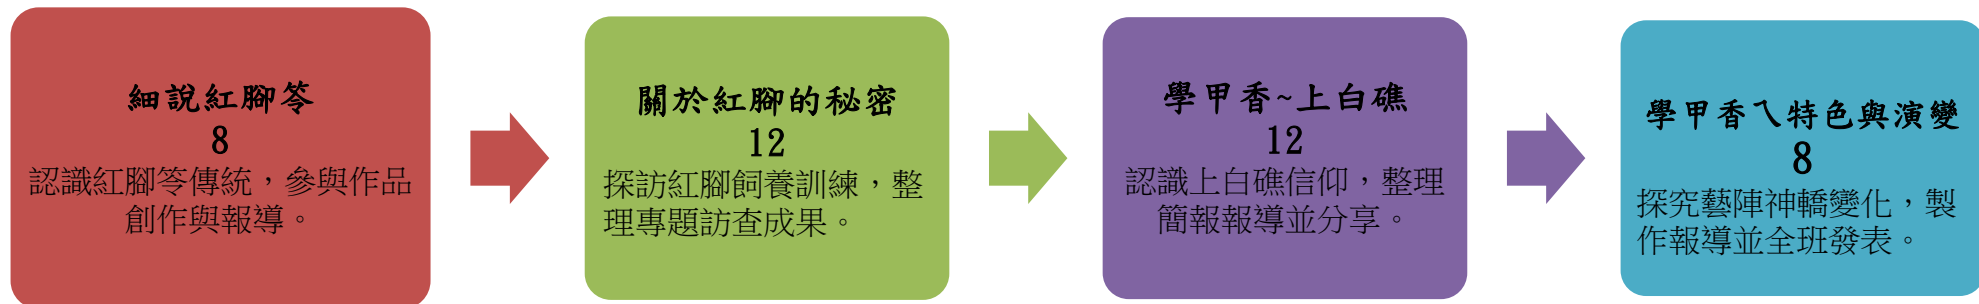 細說紅腳笭
8
認識紅腳笭傳統，參與作品
創作與報導。
關於紅腳的秘密
12
探訪紅腳飼養訓練，整
理專題訪查成果。
學甲香~上白礁
12
認識上白礁信仰，整理
簡報報導並分享。
學甲香ㄟ特色與演變
8
探究藝陣神轎變化，製
作報導並全班發表。